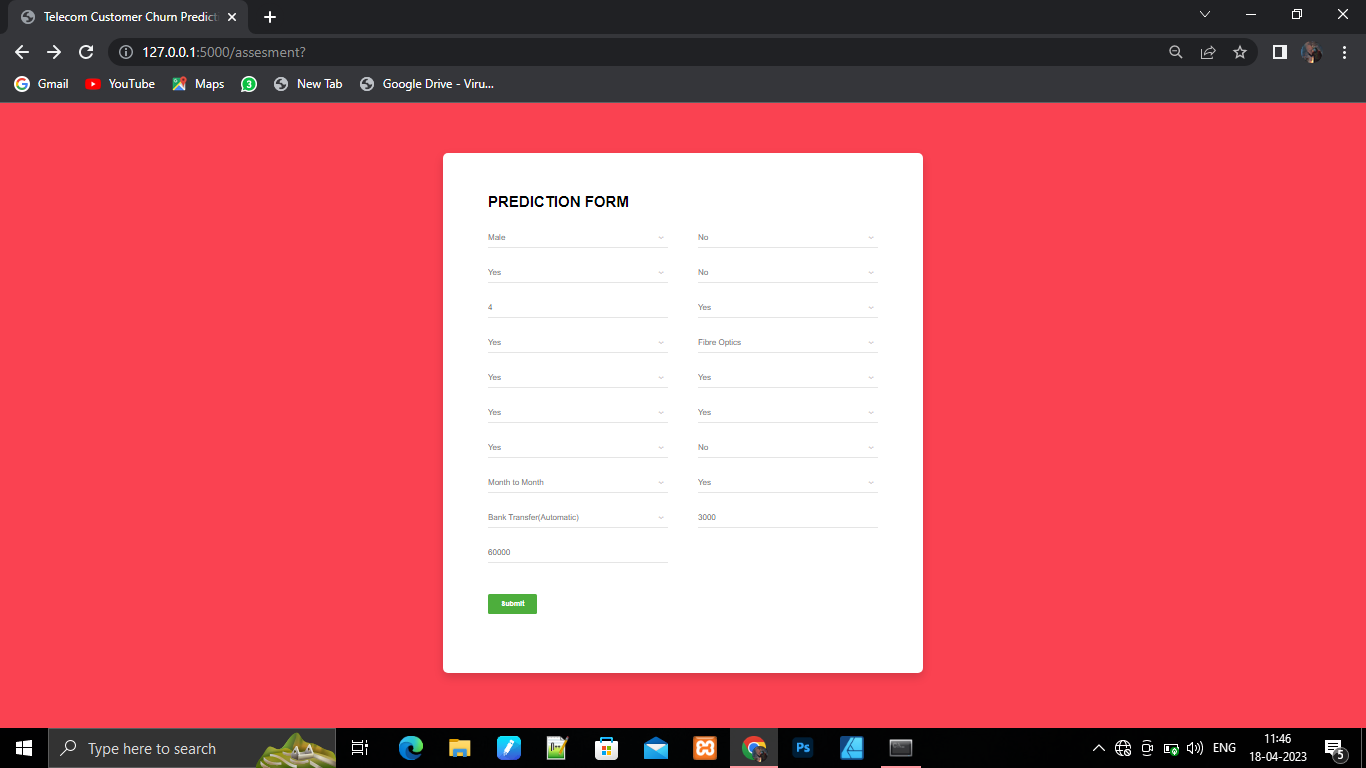 Telecom Customer Churn Predict
127.0.0.1:5000/assesment?
Gmail YouTube Maps 3 New Tab Google Drive - Viru...
PREDICTION FORM
Male No
Yes No
4 Yes
Yes Fibre Optics
Yes Yes
Yes Yes
Yes No
Month to Month Yes
Bank Transfer(Automatic) 3000
60000
Submit
Type here to search Ps ENG 11:46
18-04-2023 5